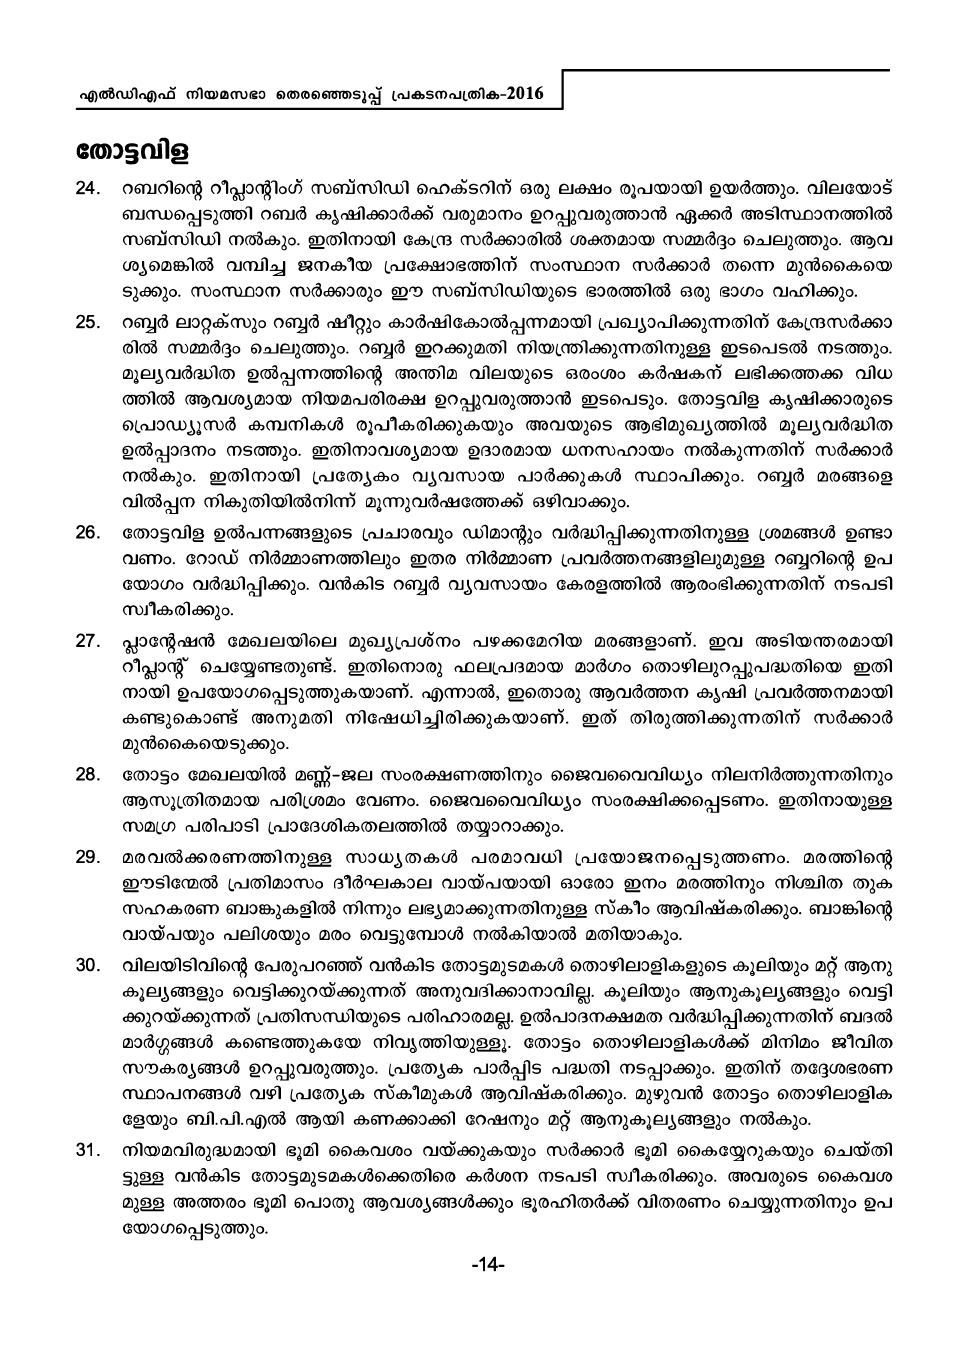 എൽഡിഎഫ് നിയമസഭാ തെരഞ്ഞെടുപ്പ് പ്രകടനപത്രിക-2016
തോട്ടവിള
24. റബറിന്റെ റീപ്ലാന്റിംഗ് സബ്സിഡി ഹെക്ടറിന് ഒരു ലക്ഷം രൂപയായി ഉയർത്തും. വിലയോട്
ബന്ധപ്പെടുത്തി റബർ കൃഷിക്കാർക്ക് വരുമാനം ഉറപ്പുവരുത്താൻ ഏക്കർ അടിസ്ഥാനത്തിൽ
സബ്സിഡി നൽകും. ഇതിനായി കേന്ദ്ര സർക്കാരിൽ ശക്തമായ സമ്മർദ്ദം ചെലുത്തും. ആവ
ശ്യമെങ്കിൽ വമ്പിച്ച ജനകീയ പ്രക്ഷോഭത്തിന് സംസ്ഥാന സർക്കാർ തന്നെ മുൻകൈയെ
ടുക്കും. സംസ്ഥാന സർക്കാരും ഈ സബ്സിഡിയുടെ ഭാരത്തിൽ ഒരു ഭാഗം വഹിക്കും.
25. റബ്ബർ ലാറ്റക്സും റബ്ബർ ഷീറ്റും കാർഷികോൽപ്പന്നമായി പ്രഖ്യാപിക്കുന്നതിന് കേന്ദ്രസർക്കാ
രിൽ സമ്മർദ്ദം ചെലുത്തും. റബ്ബർ ഇറക്കുമതി നിയന്ത്രിക്കുന്നതിനുള്ള ഇടപെടൽ നടത്തും.
മൂല്യവർദ്ധിത ഉൽപ്പന്നത്തിന്റെ അന്തിമ വിലയുടെ ഒരംശം കർഷകന് ലഭിക്കത്തക്ക വിധ
ത്തിൽ ആവശ്യമായ നിയമപരിരക്ഷ ഉറപ്പുവരുത്താൻ ഇടപെടും. തോട്ടവിള കൃഷിക്കാരുടെ
പ്രൊഡ്യൂസർ കമ്പനികൾ രൂപീകരിക്കുകയും അവയുടെ ആഭിമുഖ്യത്തിൽ മൂല്യവർദ്ധിത
ഉൽപ്പാദനം നടത്തും. ഇതിനാവശ്യമായ ഉദാരമായ ധനസഹായം നൽകുന്നതിന് സർക്കാർ
നൽകും. ഇതിനായി പ്രത്യേകം വ്യവസായ പാർക്കുകൾ സ്ഥാപിക്കും. റബ്ബർ മരങ്ങളെ
വിൽപ്പന നികുതിയിൽനിന്ന് മൂന്നുവർഷത്തേക്ക് ഒഴിവാക്കും.
26. തോട്ടവിള ഉൽപന്നങ്ങളുടെ പ്രചാരവും ഡിമാന്റും വർദ്ധിപ്പിക്കുന്നതിനുള്ള ശ്രമങ്ങൾ ഉണ്ടാ
വണം. റോഡ് നിർമ്മാണത്തിലും ഇതര നിർമ്മാണ പ്രവർത്തനങ്ങളിലുമുള്ള റബ്ബറിന്റെ ഉപ
യോഗം വർദ്ധിപ്പിക്കും. വൻകിട റബ്ബർ വ്യവസായം കേരളത്തിൽ ആരംഭിക്കുന്നതിന് നടപടി
സ്വീകരിക്കും.
27. പ്ലാന്റേഷൻ മേഖലയിലെ മുഖ്യപ്രശ്നം പഴക്കമേറിയ മരങ്ങളാണ്. ഇവ അടിയന്തരമായി
റീപ്ലാന്റ് ചെയ്യേണ്ടതുണ്ട്. ഇതിനൊരു ഫലപ്രദമായ മാർഗം തൊഴിലുറപ്പുപദ്ധതിയെ ഇതി
നായി ഉപയോഗപ്പെടുത്തുകയാണ്. എന്നാൽ, ഇതൊരു ആവർത്തന കൃഷി പ്രവർത്തനമായി
കണ്ടുകൊണ്ട് അനുമതി നിഷേധിച്ചിരിക്കുകയാണ്. ഇത് തിരുത്തിക്കുന്നതിന് സർക്കാർ
മുൻകൈയെടുക്കും.
28. തോട്ടം മേഖലയിൽ മണ്ണ്-ജല സംരക്ഷണത്തിനും ജൈവവൈവിധ്യം നിലനിർത്തുന്നതിനും
ആസൂത്രിതമായ പരിശ്രമം വേണം. ജൈവവൈവിധ്യം സംരക്ഷിക്കപ്പെടണം. ഇതിനായുള്ള
സമഗ്ര പരിപാടി പ്രാദേശികതലത്തിൽ തയ്യാറാക്കും.
29. മരവൽക്കരണത്തിനുള്ള സാധ്യതകൾ പരമാവധി പ്രയോജനപ്പെടുത്തണം. മരത്തിന്റെ
ഈടിന്മേൽ പ്രതിമാസം ദീർഘകാല വായ്പയായി ഓരോ ഇനം മരത്തിനും നിശ്ചിത തുക
സഹകരണ ബാങ്കുകളിൽ നിന്നും ലഭ്യമാക്കുന്നതിനുള്ള സ്കീം ആവിഷ്കരിക്കും. ബാങ്കിന്റെ
വായ്പയും പലിശയും മരം വെട്ടുമ്പോൾ നൽകിയാൽ മതിയാകും.
30. വിലയിടിവിന്റെ പേരുപറഞ്ഞ് വൻകിട തോട്ടമുടമകൾ തൊഴിലാളികളുടെ കൂലിയും മറ്റ് ആനു
കൂല്യങ്ങളും വെട്ടിക്കുറയ്ക്കുന്നത് അനുവദിക്കാനാവില്ല. കൂലിയും ആനുകൂല്യങ്ങളും വെട്ടി
ക്കുറയ്ക്കുന്നത് പ്രതിസന്ധിയുടെ പരിഹാരമല്ല. ഉൽപാദനക്ഷമത വർദ്ധിപ്പിക്കുന്നതിന് ബദൽ
മാർഗ്ഗങ്ങൾ കണ്ടെത്തുകയേ നിവൃത്തിയുള്ളൂ. തോട്ടം തൊഴിലാളികൾക്ക് മിനിമം ജീവിത
സൗകര്യങ്ങൾ ഉറപ്പുവരുത്തും. പ്രത്യേക പാർപ്പിട പദ്ധതി നടപ്പാക്കും. ഇതിന് തദ്ദേശഭരണ
സ്ഥാപനങ്ങൾ വഴി പ്രത്യേക സ്കീമുകൾ ആവിഷ്കരിക്കും. മുഴുവൻ തോട്ടം തൊഴിലാളിക
ളേയും ബി.പി.എൽ ആയി കണക്കാക്കി റേഷനും മറ്റ് ആനുകൂല്യങ്ങളും നൽകും.
31. നിയമവിരുദ്ധമായി ഭൂമി കൈവശം വയ്ക്കുകയും സർക്കാർ ഭൂമി കൈയ്യേറുകയും ചെയ്തി
ട്ടുള്ള വൻകിട തോട്ടമുടമകൾക്കെതിരെ കർശന നടപടി സ്വീകരിക്കും. അവരുടെ കൈവശ
മുള്ള അത്തരം ഭൂമി പൊതു ആവശ്യങ്ങൾക്കും ഭൂരഹിതർക്ക് വിതരണം ചെയ്യുന്നതിനും ഉപ
യോഗപ്പെടുത്തും.
-14-